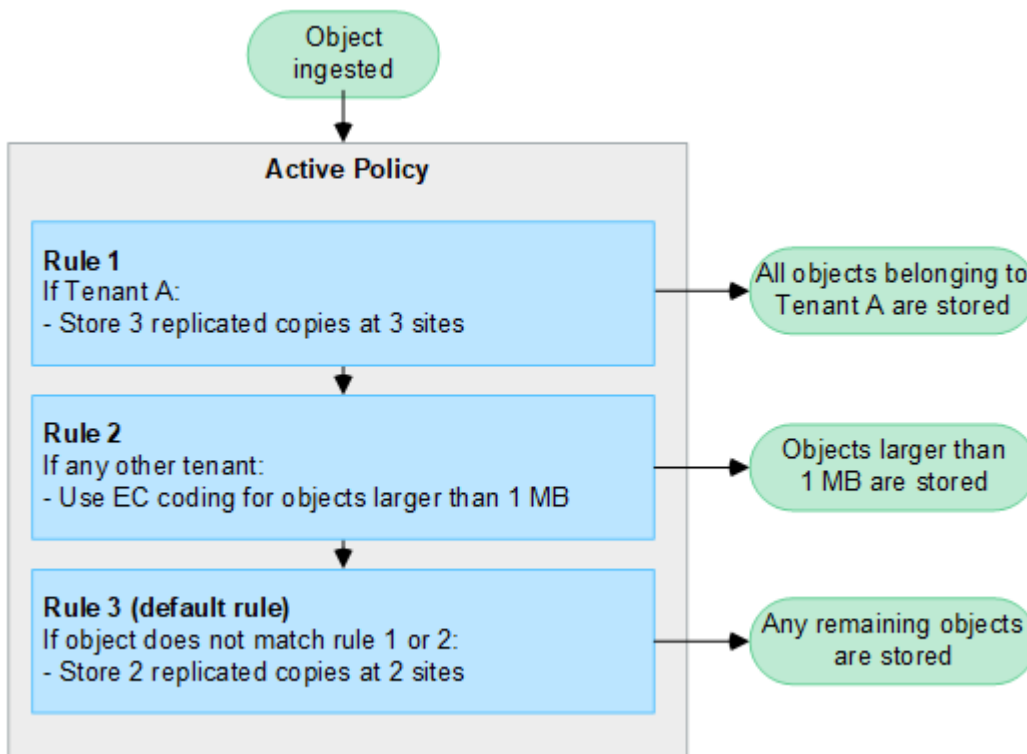 Object
ingested
Active Policy
Rule 1
If Tenant A:
- Store 3 replicated copies at 3 sites
All objects belonging to
Tenant A are stored
Rule 2
If any other tenant:
- Use EC coding for objects larger than 1 MB
Objects larger than
1 MB are stored
Rule 3 (default rule)
If object does not match rule 1 or 2:
- Store 2 replicated copies at 2 sites
Any remaining objects
are stored